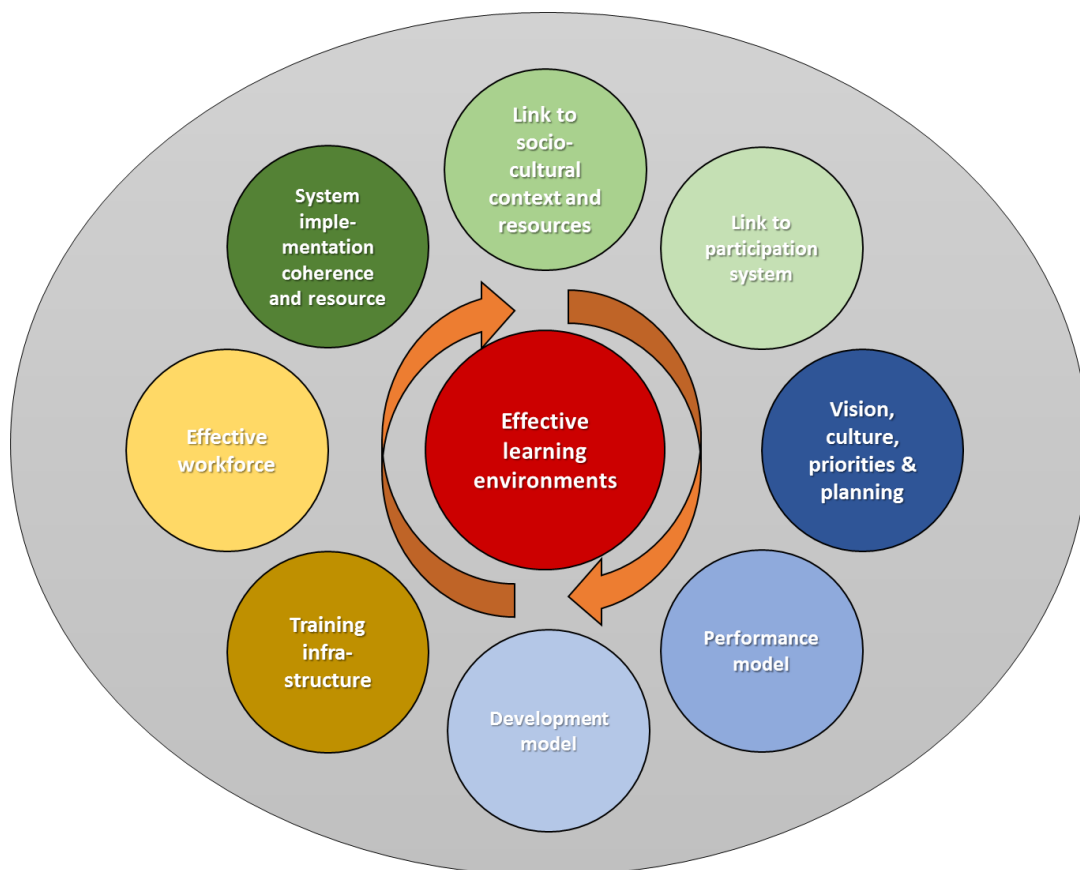 Link to
socio-
cultural
context and
resources
Link to
participation
system
Vision,
culture,
priorities &
planning
Performance
model
Development
model
Training
infra-
structure
Effective
workforce
System
imple-
mentation
coherence
and resource
Effective
learning
environments